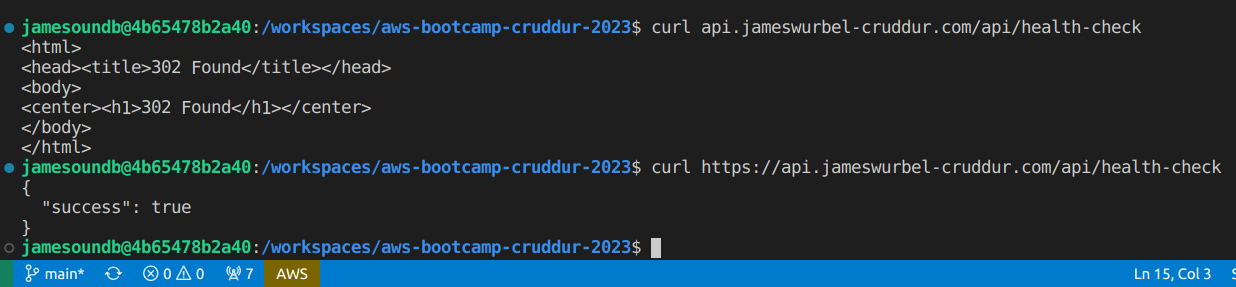 jamesoundb@4b65478b2a40:/workspaces/aws-bootcamp-cruddur-2023$ curl api.jameswurbel-cruddur.com/api/health-check
<html>
<head><title>302 Found</title></head>
<body>
<center><h1>302 Found</h1></center>
</body>
</html>
jamesoundb@4b65478b2a40:/workspaces/aws-bootcamp-cruddur-2023$ curl https://api.jameswurbel-cruddur.com/api/health-check
{
  "success": true
}
jamesoundb@4b65478b2a40:/workspaces/aws-bootcamp-cruddur-2023$
main* 0 0 7 AWS Ln 15, Col 3